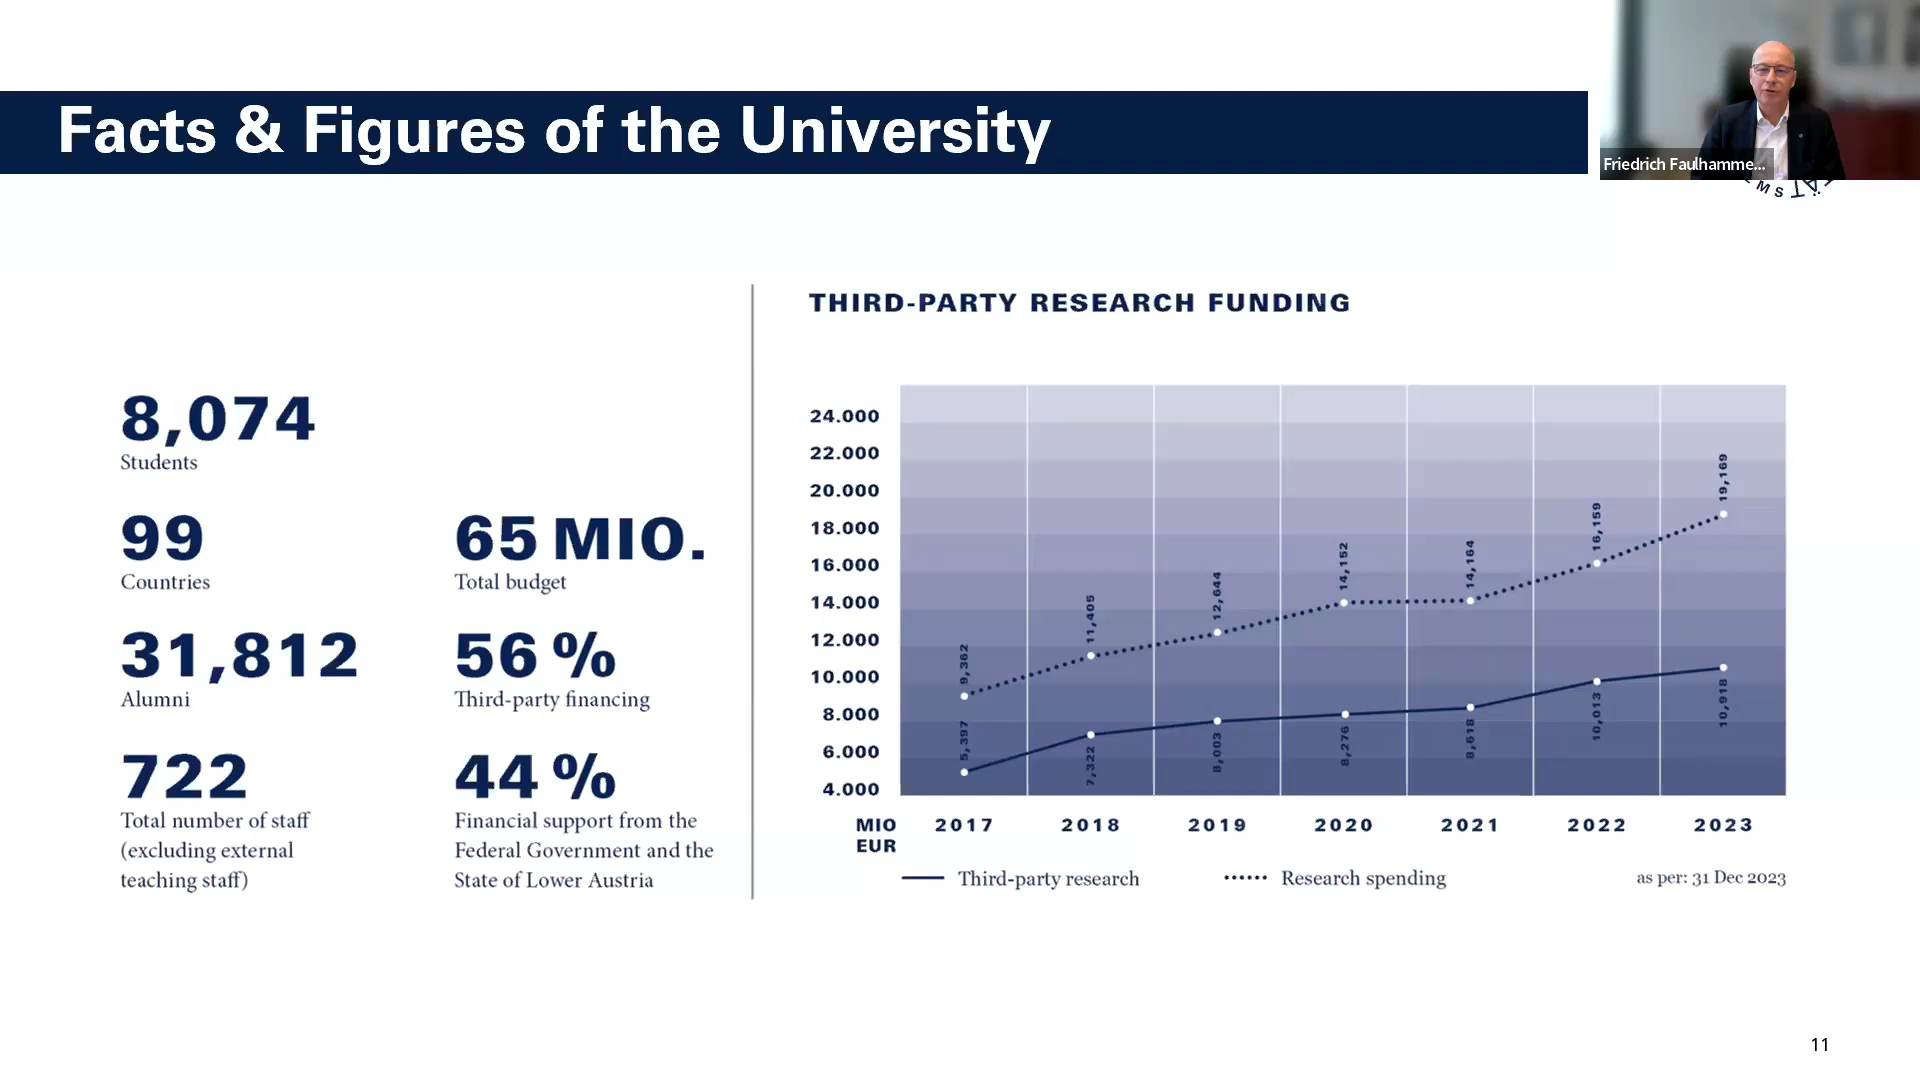 Facts & Figures of the University
Friedrich Faulhamme...
EMS
TÄT
8,074
Students
99
Countries
31,812
Alumni
722
Total number of staff
(excluding external
teaching staff)
65 MIO.
Total budget
56 %
Third-party financing
44 %
Financial support from the
Federal Government and the
State of Lower Austria
THIRD-PARTY RESEARCH FUNDING
24.000
22.000
20.000
18.000
16.000
14.000
12.000
10.000
8.000
6.000
4.000
9,362
11,405
12,644
14,152
14,164
16,159
19,169
5,397
7,322
8,003
8,276
8,618
10,013
10,918
MIO
EUR
2017 2018 2019 2020 2021 2022 2023
Third-party research
Research spending
as per: 31 Dec 2023
11